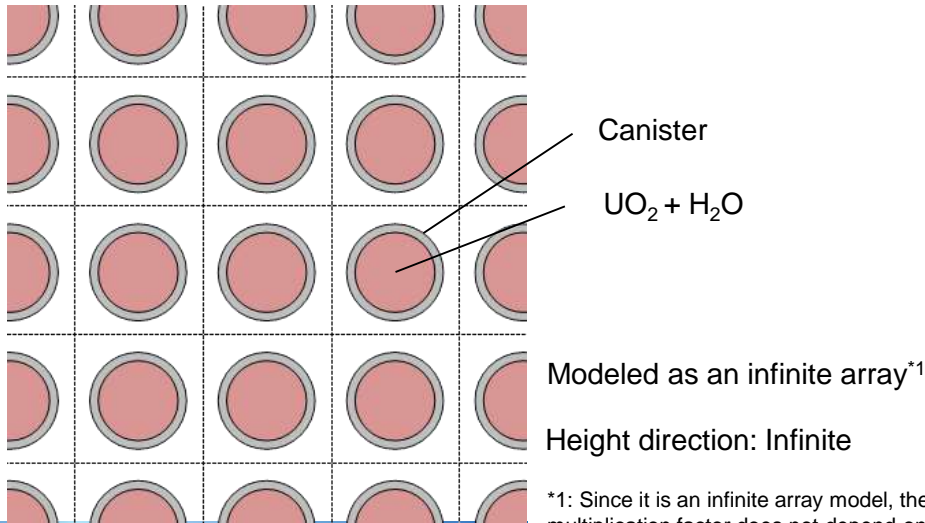 Canister
UO₂ + H₂O
Modeled as an infinite array*1
Height direction: Infinite
*1: Since it is an infinite array model, the
multiplication factor does not depend on